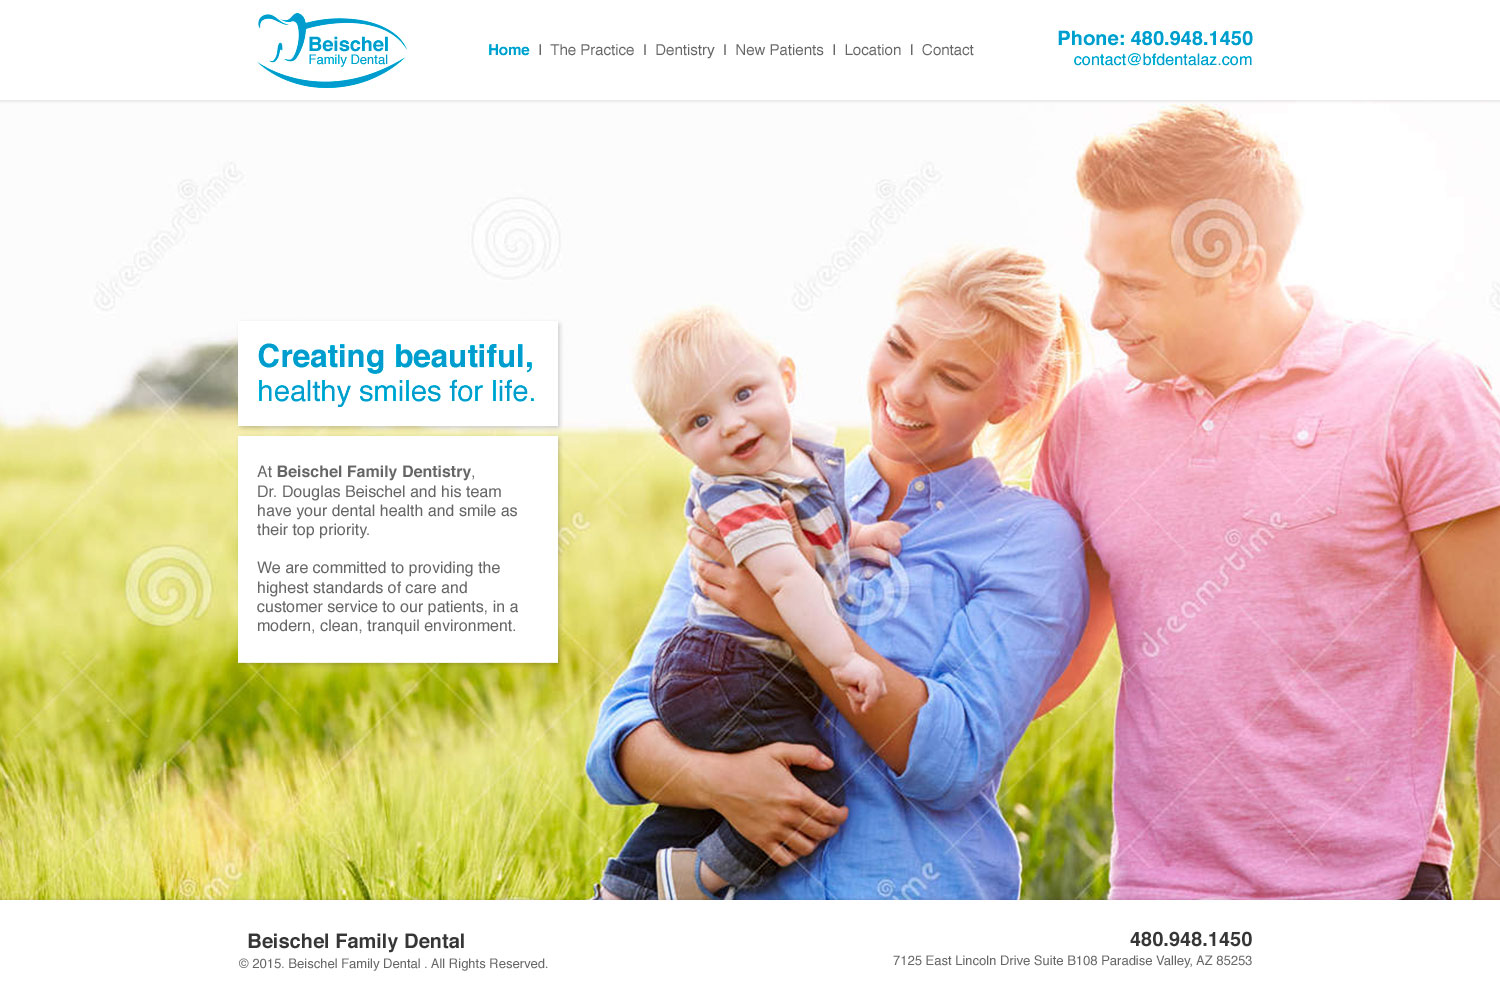 Beischel
Family Dental
Home | The Practice | Dentistry | New Patients | Location | Contact
Phone: 480.948.1450
contact@bfdentalaz.com
dreamstime
dreamstime
Creating beautiful,
healthy smiles for life.
At Beischel Family Dentistry,
Dr. Douglas Beischel and his team
have your dental health and smile as
their top priority.
We are committed to providing the
highest standards of care and
customer service to our patients, in a
modern, clean, tranquil environment.
dreamstime
Beischel Family Dental
© 2015. Beischel Family Dental . All Rights Reserved.
480.948.1450
7125 East Lincoln Drive Suite B108 Paradise Valley, AZ 85253